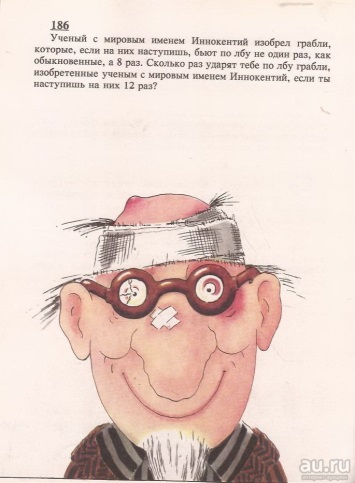 186
Ученый с мировым именем Иннокентий изобрел грабли,
которые, если на них наступишь, бьют по лбу не один раз, как
обыкновенные, а 8 раз. Сколько раз ударят тебе по лбу грабли,
изобретенные ученым с мировым именем Иннокентий, если ты
наступишь на них 12 раз?
au.ru